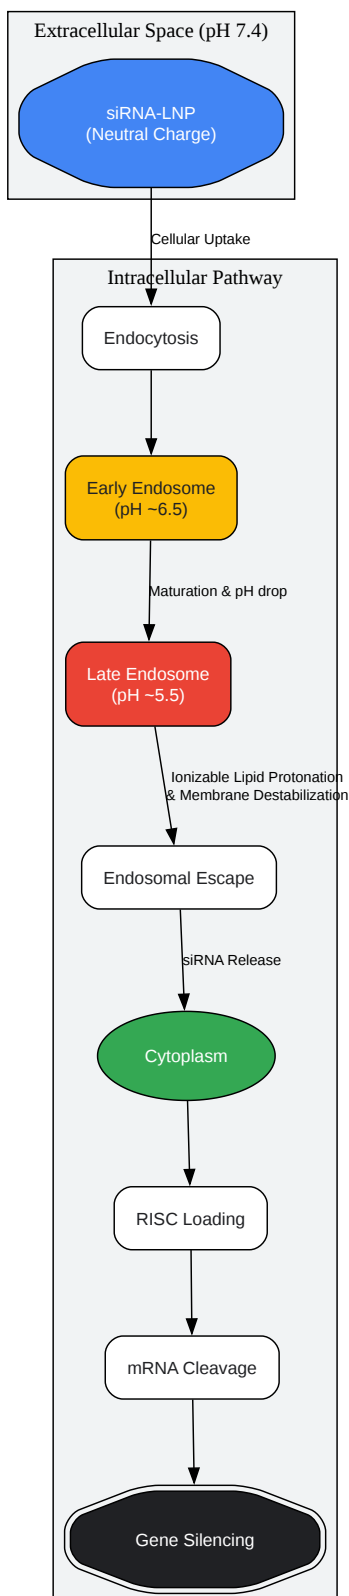 Extracellular Space (pH 7.4)
siRNA-LNP
(Neutral Charge)
Cellular Uptake
Intracellular Pathway
Endocytosis
Early Endosome
(pH ~6.5)
Maturation & pH drop
Late Endosome
(pH ~5.5)
Ionizable Lipid Protonation
& Membrane Destabilization
Endosomal Escape
siRNA Release
Cytoplasm
RISC Loading
mRNA Cleavage
Gene Silencing